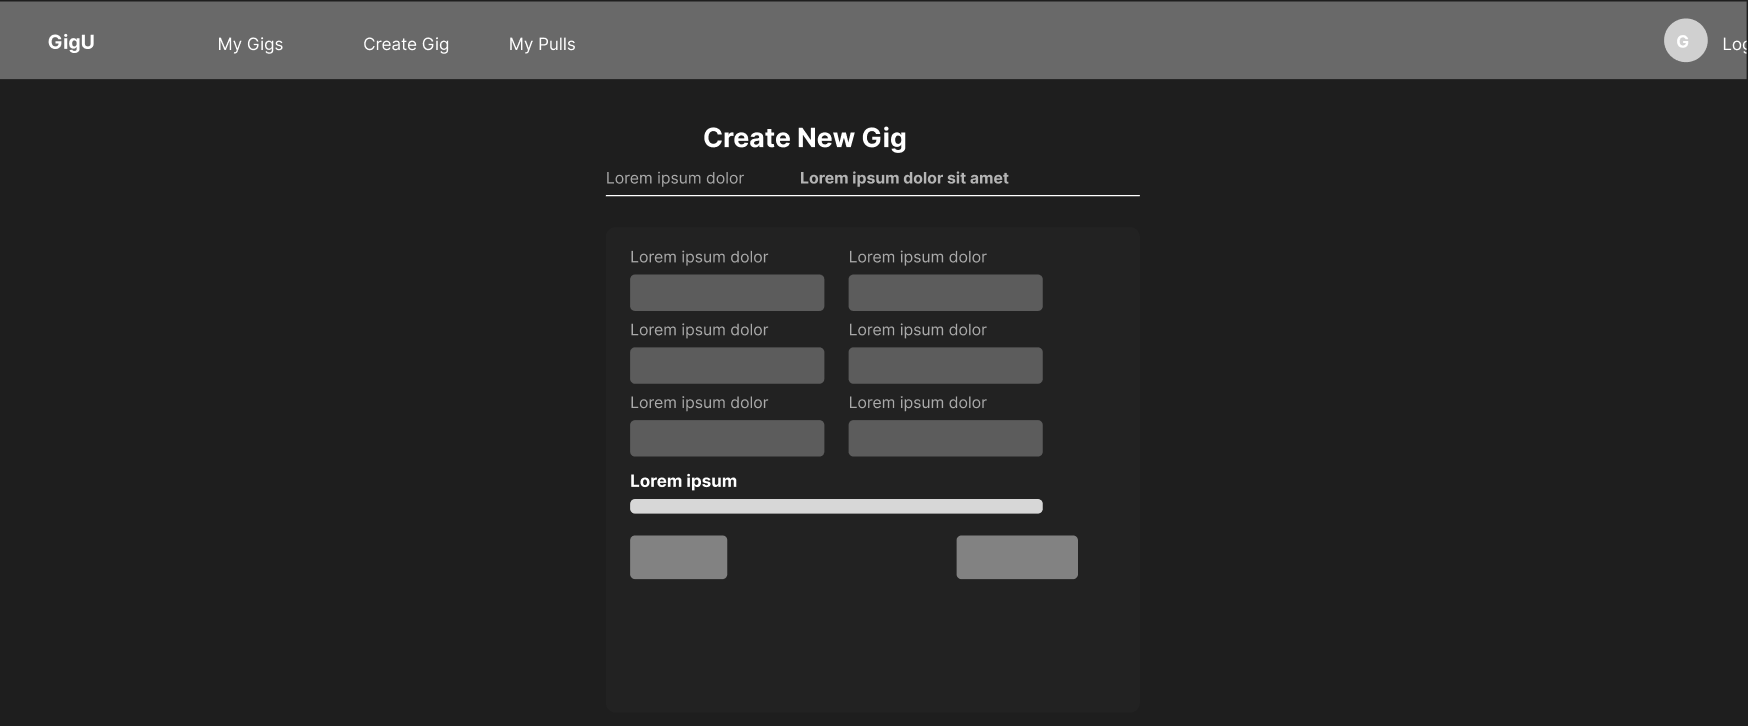 GigU My Gigs Create Gig My Pulls G
Create New Gig
Lorem ipsum dolor Lorem ipsum dolor sit amet
Lorem ipsum dolor Lorem ipsum dolor
Lorem ipsum dolor Lorem ipsum dolor
Lorem ipsum dolor Lorem ipsum dolor
Lorem ipsum